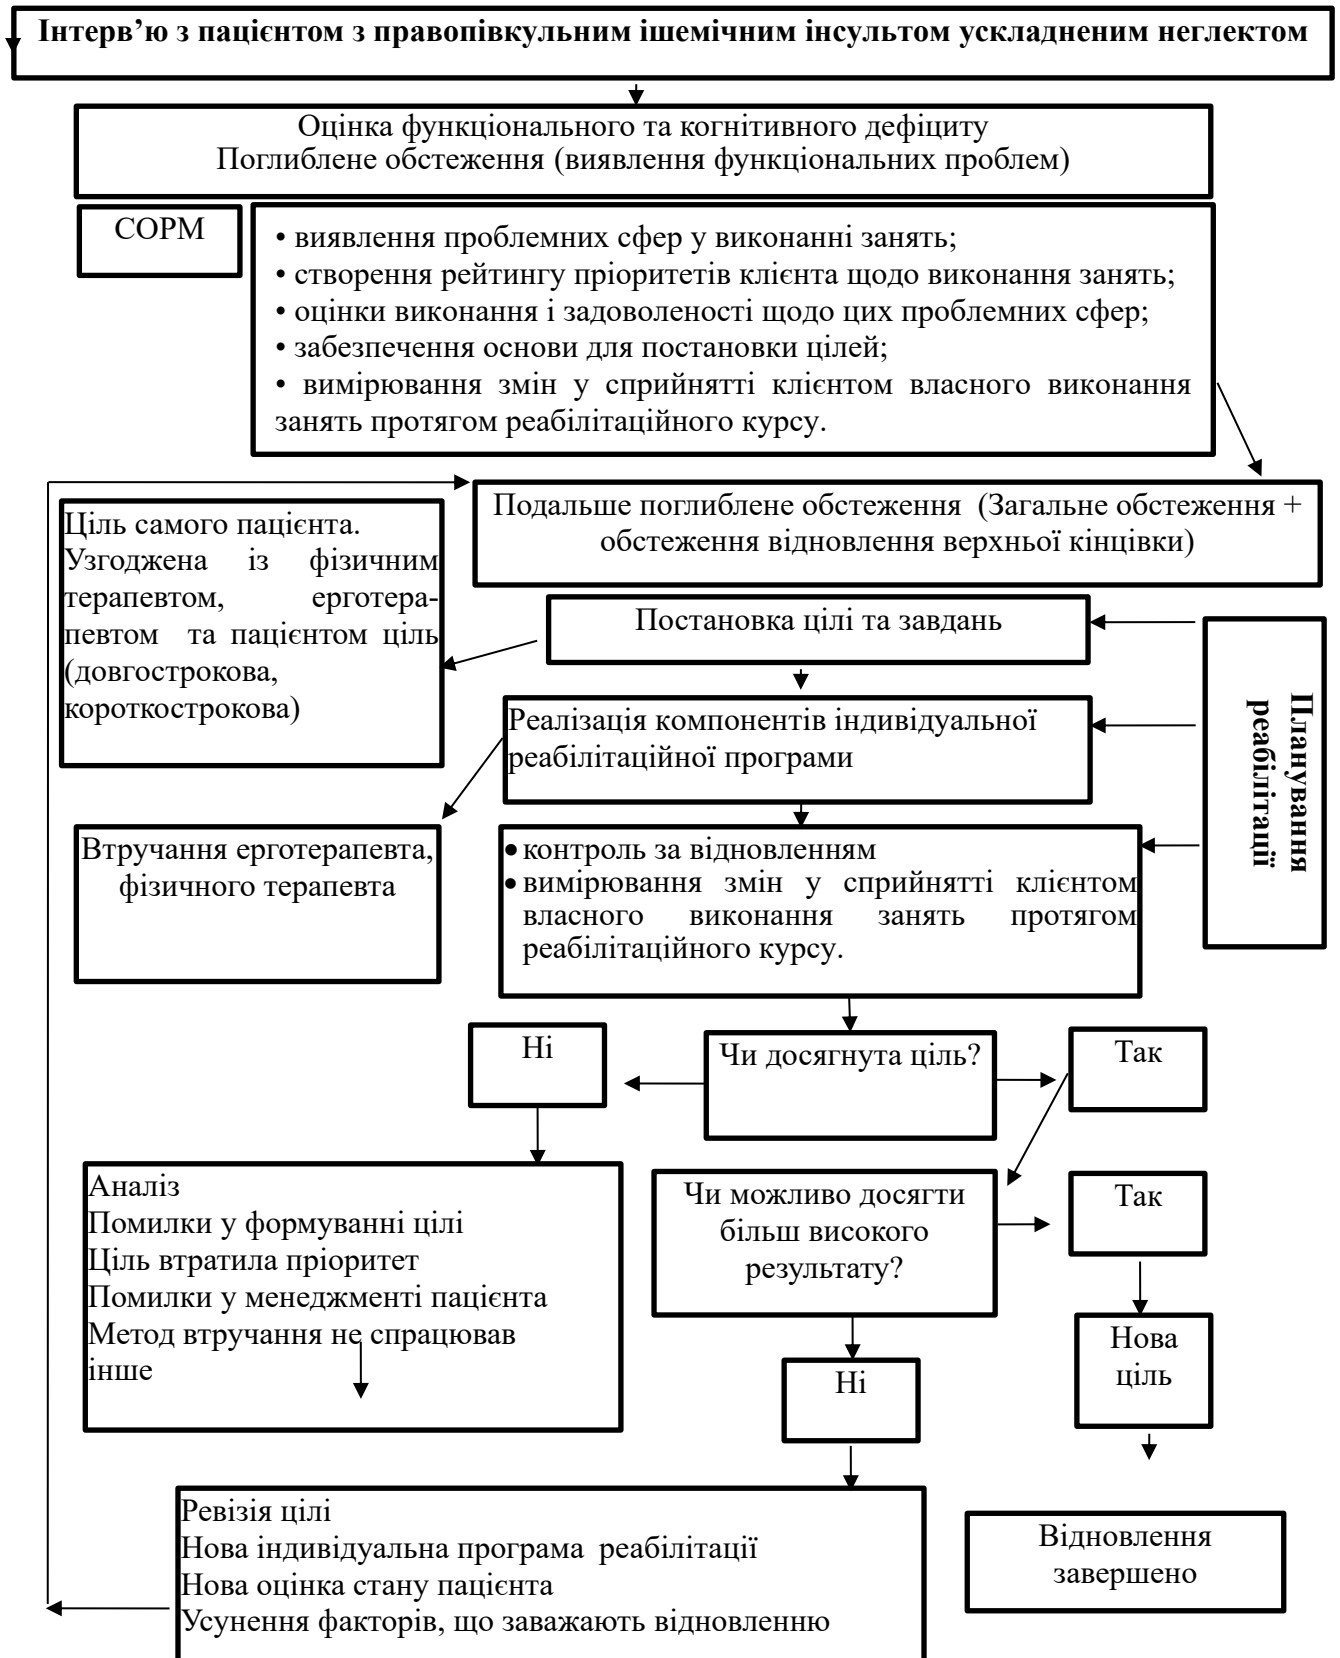 Інтерв’ю з пацієнтом з правопівкульним ішемічним інсультом ускладненим неглектом
Оцінка функціонального та когнітивного дефіциту
Поглиблене обстеження (виявлення функціональних проблем)
COPM
• виявлення проблемних сфер у виконанні занять;
• створення рейтингу пріоритетів клієнта щодо виконання занять;
• оцінки виконання і задоволеності щодо цих проблемних сфер;
• забезпечення основи для постановки цілей;
• вимірювання змін у сприйнятті клієнтом власного виконання
занять протягом реабілітаційного курсу.
Подальше поглиблене обстеження (Загальне обстеження +
обстеження відновлення верхньої кінцівки)
Ціль самого пацієнта.
Узгоджена із фізичним
терапевтом, ерготера-
певтом та пацієнтом ціль
(довгострокова,
короткострокова)
Постановка цілі та завдань
Планування
реабілітації
Реалізація компонентів індивідуальної
реабілітаційної програми
Втручання ерготерапевта,
фізичного терапевта
• контроль за відновленням
• вимірювання змін у сприйнятті клієнтом
власного виконання занять протягом
реабілітаційного курсу.
Ні
Чи досягнута ціль?
Так
Аналіз
Помилки у формуванні цілі
Ціль втратила пріоритет
Помилки у менеджменті пацієнта
Метод втручання не спрацював
інше
Чи можливо досягти
більш високого
результату?
Так
Ні
Нова
ціль
Ревізія цілі
Нова індивідуальна програма реабілітації
Нова оцінка стану пацієнта
Усунення факторів, що заважають відновленню
Відновлення
завершено